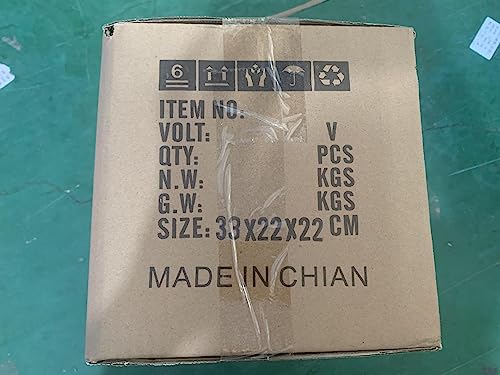 6
ITEM NO:
VOLT: V
QTY: PCS
N.W: KGS
G.W: KGS
SIZE: 33X22X22 CM
MADE IN CHIAN